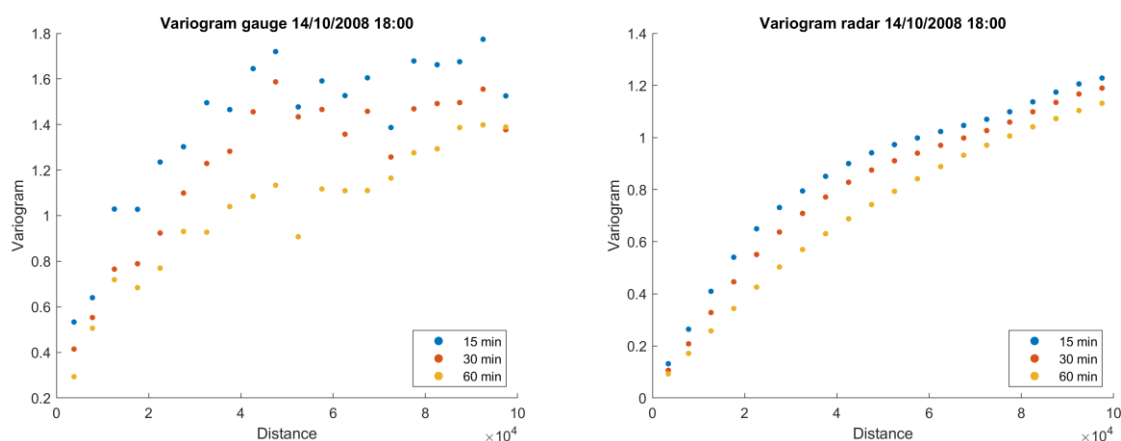 Variogram gauge 14/10/2008 18:00
1.8
1.6
1.4
1.2
1
0.8
0.6
0.4
0.2
Variogram
0 2 4 6 8 10
Distance
×10^4
15 min
30 min
60 min
Variogram radar 14/10/2008 18:00
1.4
1.2
1
0.8
0.6
0.4
0.2
0
Variogram
0 2 4 6 8 10
Distance
×10^4
15 min
30 min
60 min